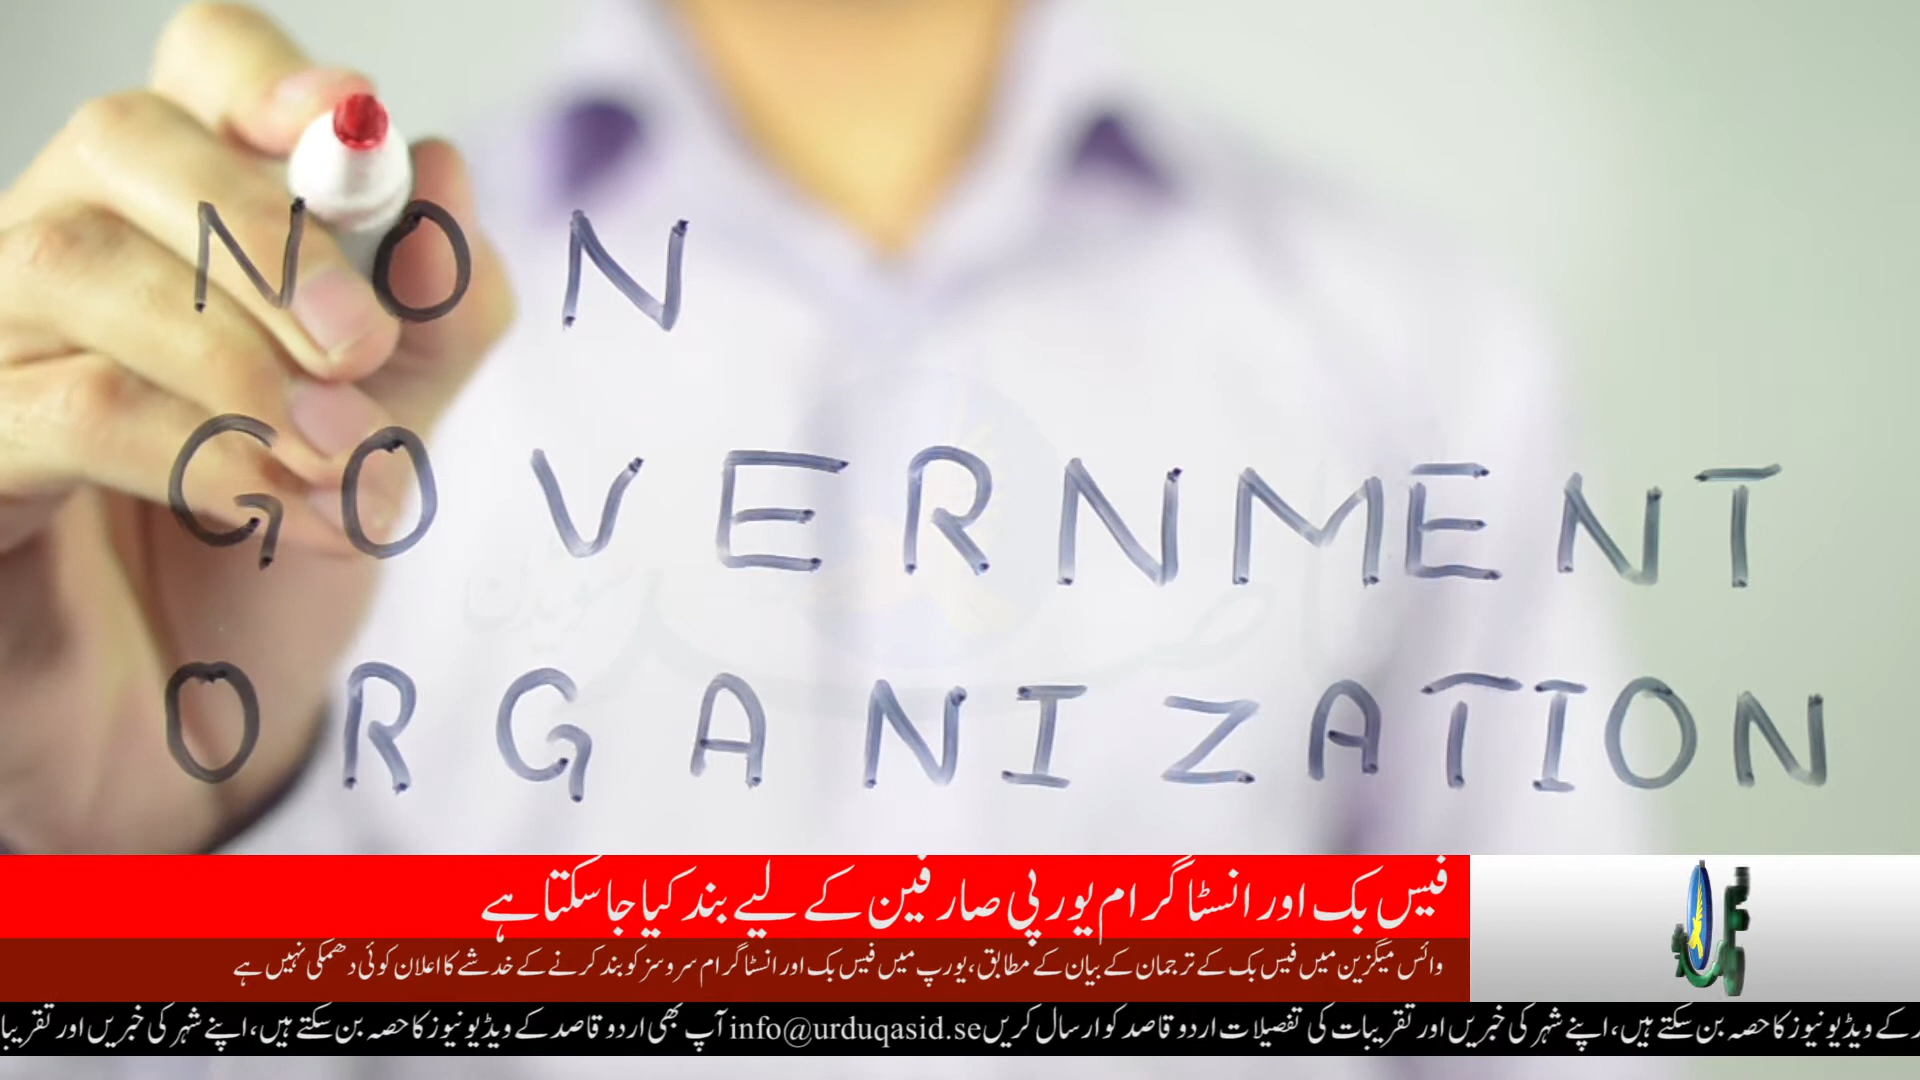 NON
GOVERNMENT
ORGANIZATION
فیس بک اور انسٹاگرام یورپی صارفین کے لیے بند کیا جا سکتا ہے
وائس میگزین میں فیس بک کے ترجمان کے بیان کے مطابق، یورپ میں فیس بک اور انسٹاگرام سروسز کو بند کرنے کے خدشے کا اعلان کوئی دھمکی نہیں ہے
کے ویڈیو نیوز کا حصہ بن سکتے ہیں، اپنے شہر کی خبریں اور تقریبات کی تفصیلات اردو قاصد کو ارسال کریں info@urduqasid.se آپ بھی اردو قاصد کے ویڈیو نیوز کا حصہ بن سکتے ہیں، اپنے شہر کی خبریں اور